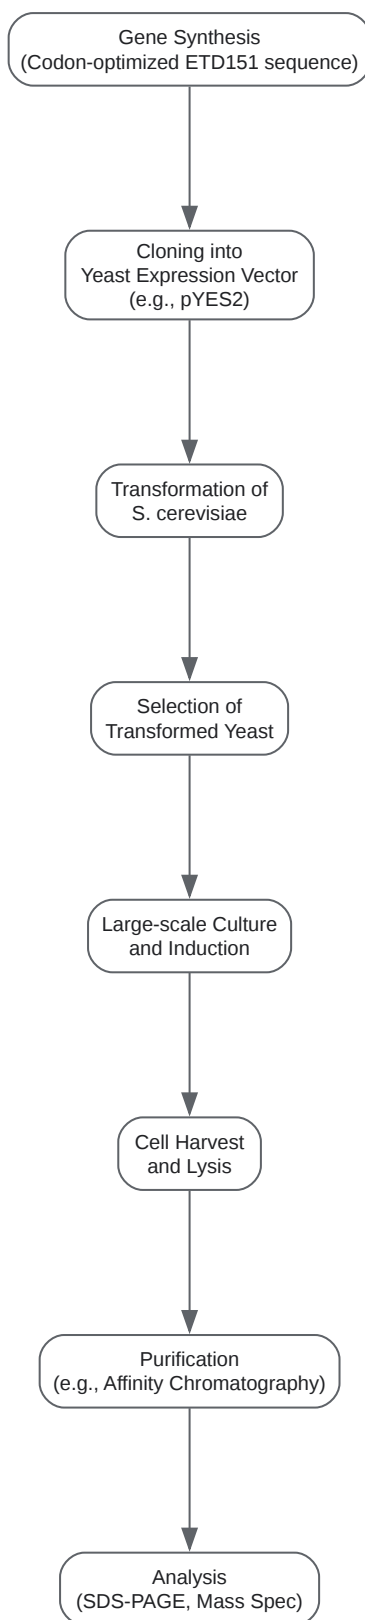 Gene Synthesis
(Codon-optimized ETD151 sequence)
Cloning into
Yeast Expression Vector
(e.g., pYES2)
Transformation of
S. cerevisiae
Selection of
Transformed Yeast
Large-scale Culture
and Induction
Cell Harvest
and Lysis
Purification
(e.g., Affinity Chromatography)
Analysis
(SDS-PAGE, Mass Spec)